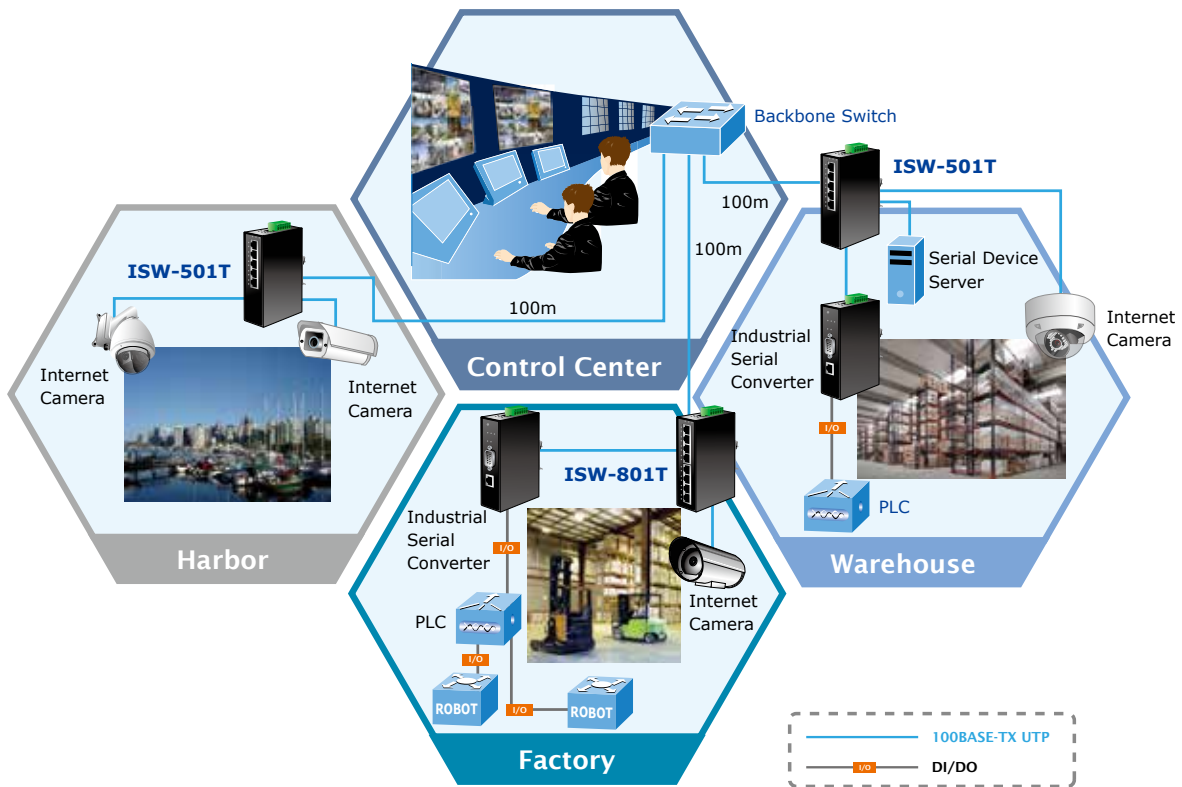 Backbone Switch
ISW-501T
100m
100m
ISW-501T
100m
Serial Device
Server
Internet
Camera
Industrial
Serial
Converter
Internet
Camera
Internet
Camera
Control Center
I/O
PLC
ISW-801T
Industrial
Serial
Converter
I/O
Harbor
Warehouse
Internet
Camera
PLC
I/O
ROBOT
I/O
ROBOT
Factory
100BASE-TX UTP
I/O
DI/DO